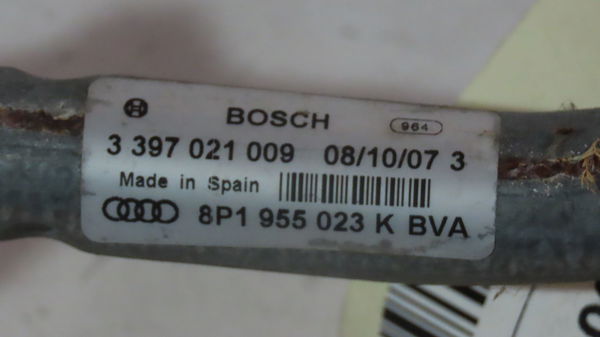 BOSCH 964
3 397 021 009 08/10/07 3
Made in Spain
8P1 955 023 K BVA